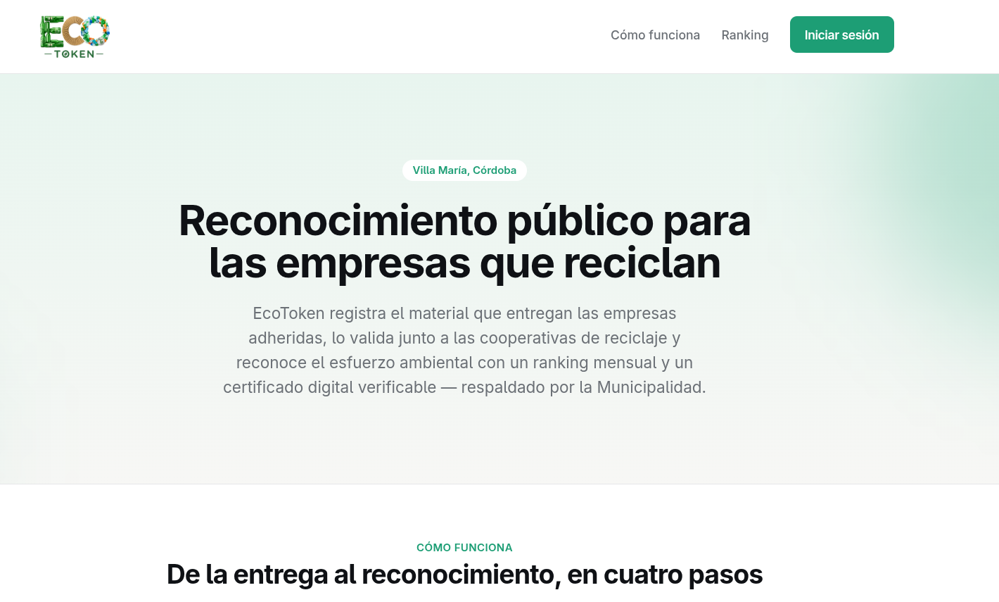 ECO
TOKEN
Cómo funciona
Ranking
Iniciar sesión
Villa María, Córdoba
Reconocimiento público para
las empresas que reciclan
EcoToken registra el material que entregan las empresas
adheridas, lo valida junto a las cooperativas de reciclaje y
reconoce el esfuerzo ambiental con un ranking mensual y un
certificado digital verificable — respaldado por la Municipalidad.
CÓMO FUNCIONA
De la entrega al reconocimiento, en cuatro pasos